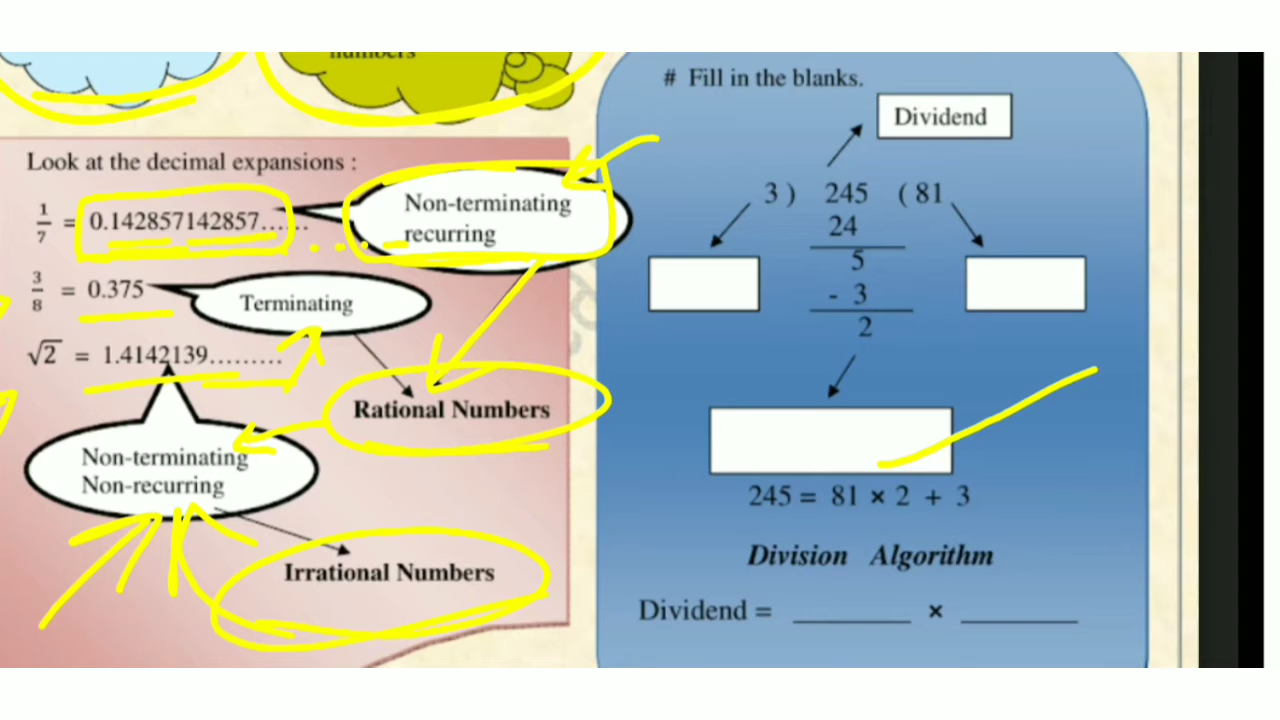 numbers
Look at the decimal expansions :
1/7 = 0.142857142857......
Non-terminating
recurring
3/8 = 0.375
Terminating
√2 = 1.4142139.........
Rational Numbers
Non-terminating
Non-recurring
Irrational Numbers
# Fill in the blanks.
Dividend
3 ) 245 ( 81
24
5
- 3
2
245 = 81 × 2 + 3
Division Algorithm
Dividend = ________ × ________